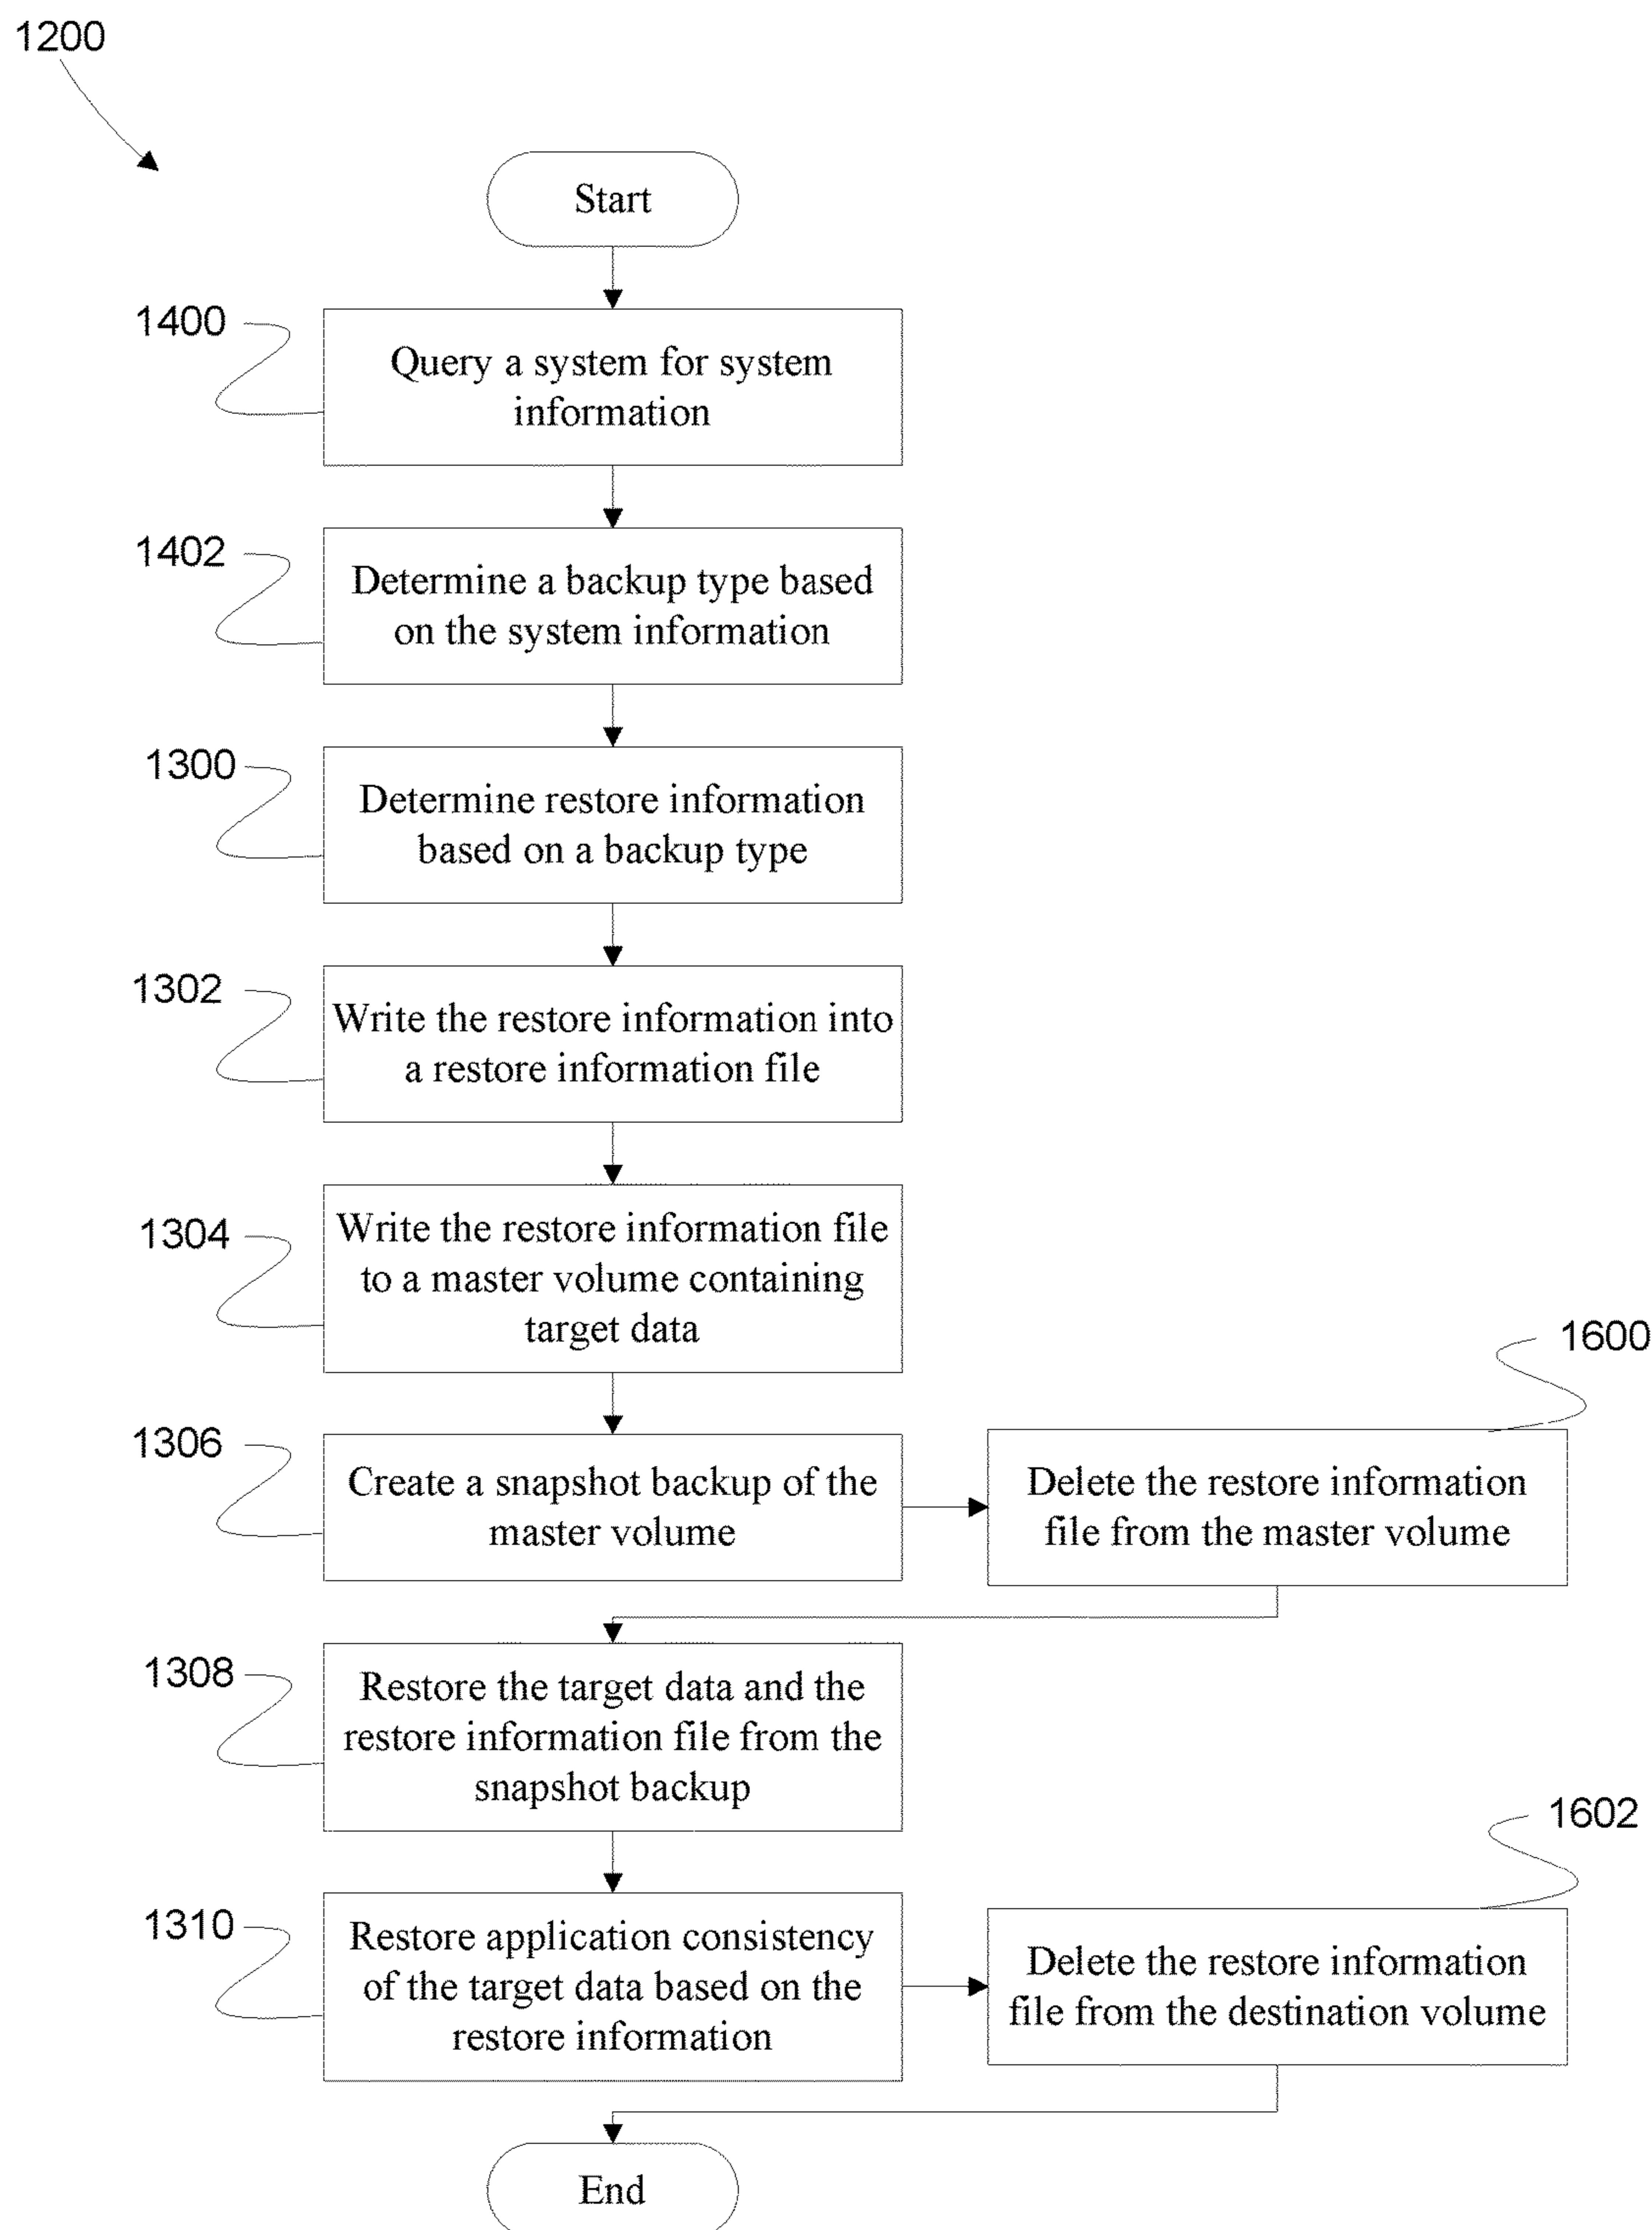 1200
Start
1400
Query a system for system
information
1402
Determine a backup type based
on the system information
1300
Determine restore information
based on a backup type
1302
Write the restore information into
a restore information file
1304
Write the restore information file
to a master volume containing
target data
1306
Create a snapshot backup of the
master volume
1600
Delete the restore information
file from the master volume
1308
Restore the target data and the
restore information file from the
snapshot backup
1310
Restore application consistency
of the target data based on the
restore information
1602
Delete the restore information
file from the destination volume
End